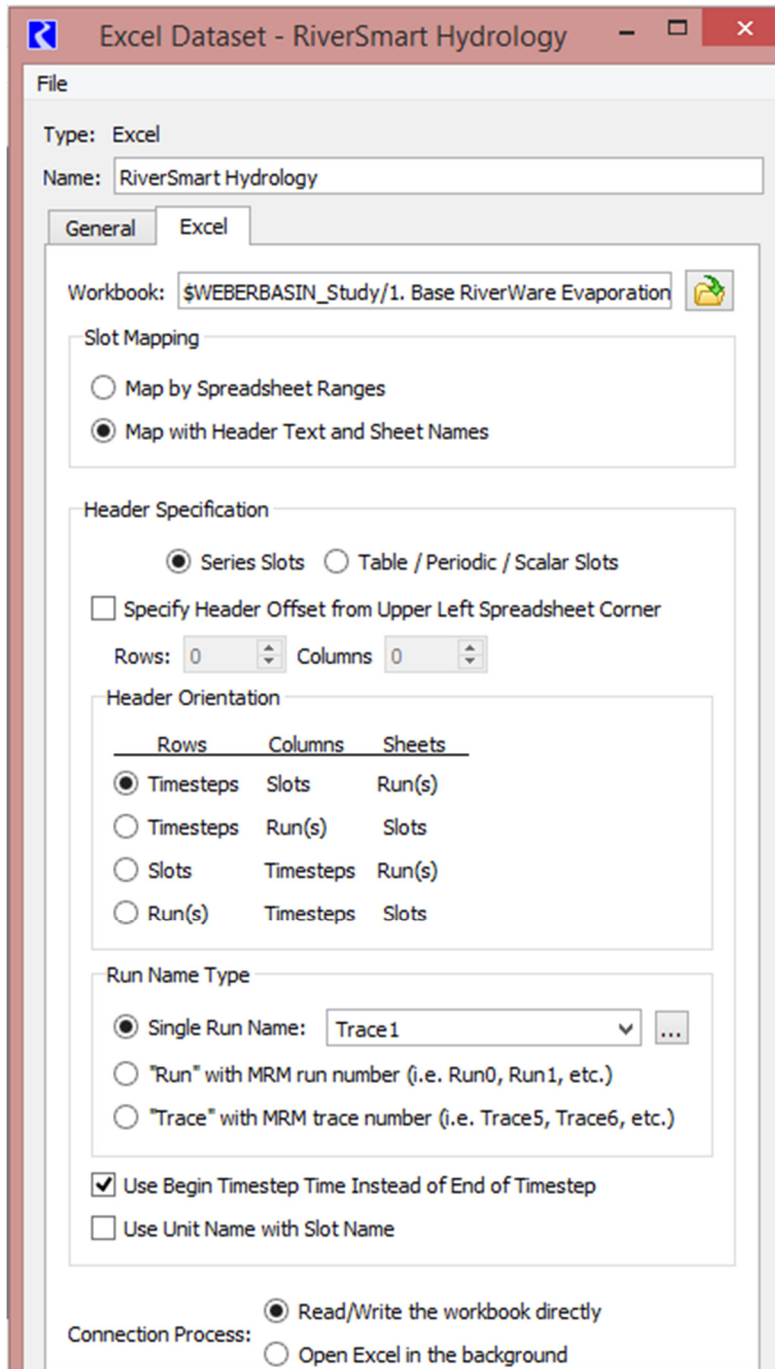 Excel Dataset - RiverSmart Hydrology
File
Type: Excel
Name: RiverSmart Hydrology
General Excel
Workbook: $WEBERBASIN_Study/1. Base RiverWare Evaporation
Slot Mapping
Map by Spreadsheet Ranges
Map with Header Text and Sheet Names
Header Specification
Series Slots Table / Periodic / Scalar Slots
Specify Header Offset from Upper Left Spreadsheet Corner
Rows: 0 Columns 0
Header Orientation
Rows Columns Sheets
Timesteps Slots Run(s)
Timesteps Run(s) Slots
Slots Timesteps Run(s)
Run(s) Timesteps Slots
Run Name Type
Single Run Name: Trace1 ...
"Run" with MRM run number (i.e. Run0, Run1, etc.)
"Trace" with MRM trace number (i.e. Trace5, Trace6, etc.)
Use Begin Timestep Time Instead of End of Timestep
Use Unit Name with Slot Name
Read/Write the workbook directly
Connection Process:
Open Excel in the background